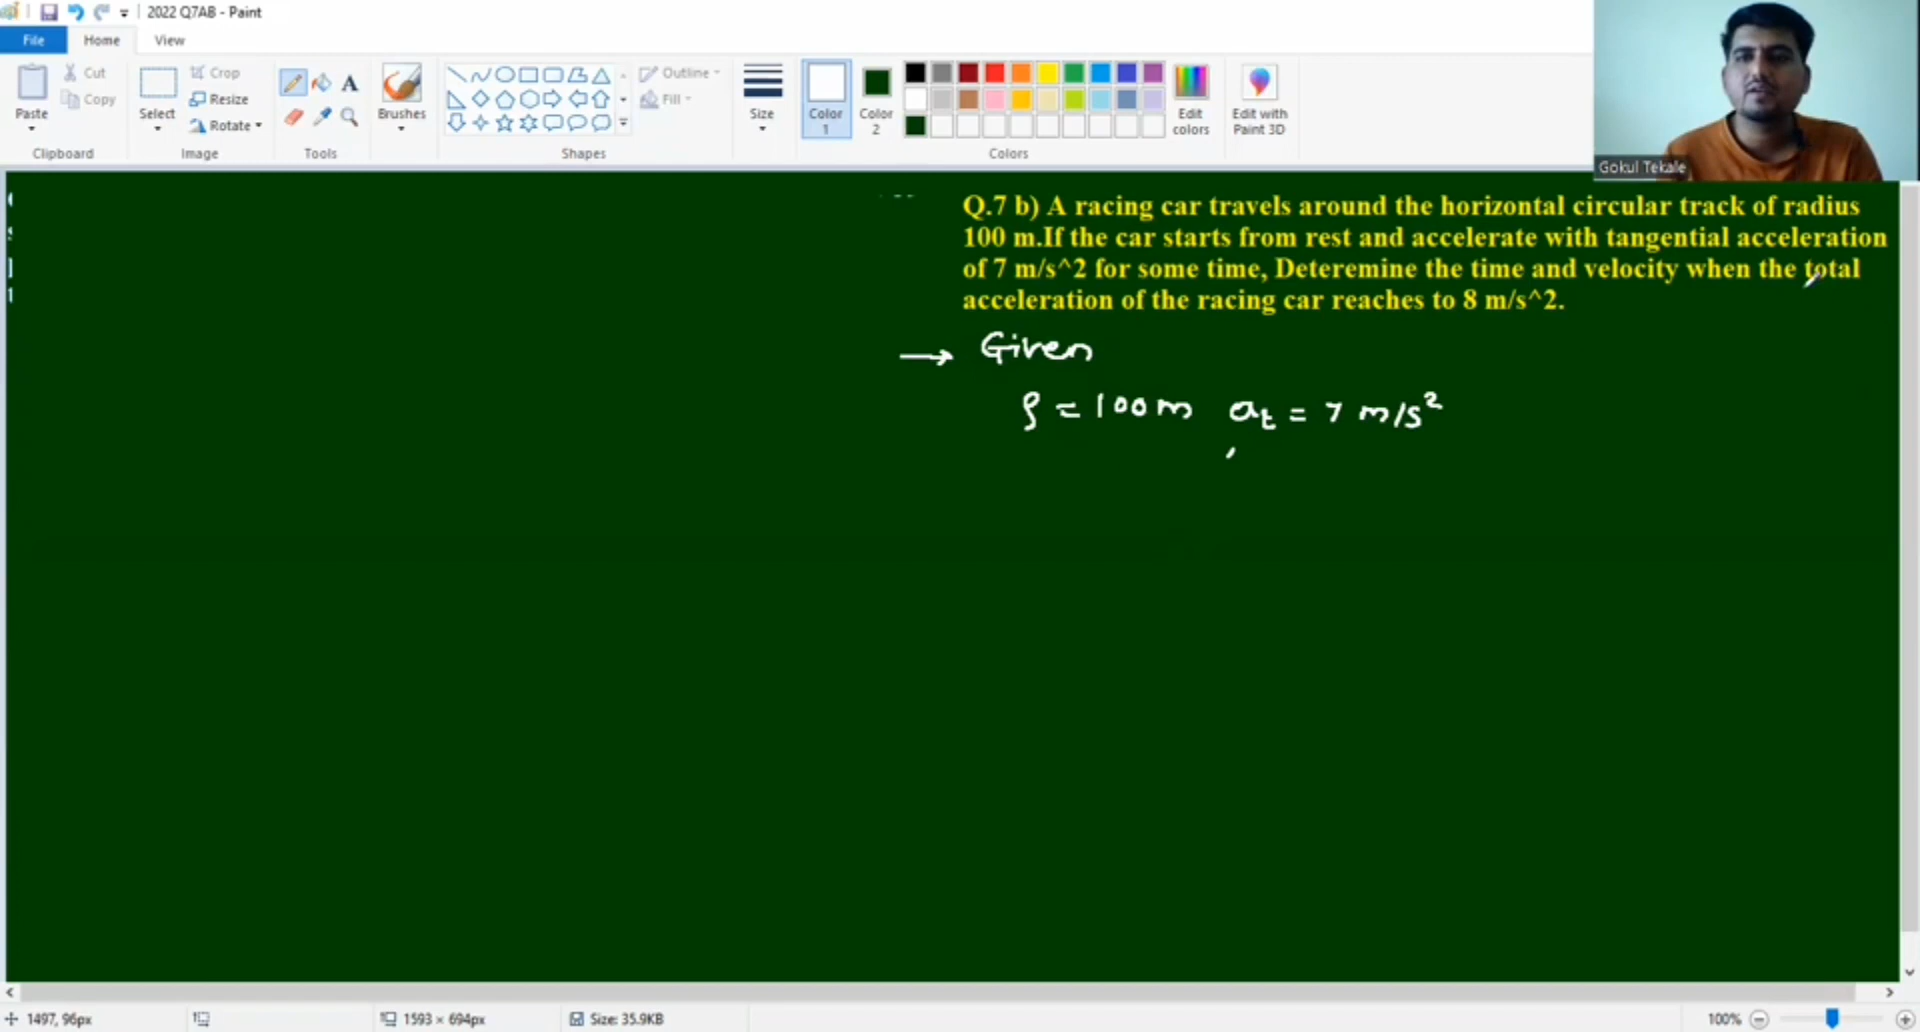 2022 Q7AB - Paint
File Home View
Paste Cut Copy Clipboard
Select Crop Resize Rotate Image
Tools
Brushes
Outline Fill Shapes
Size
Color 1 Color 2 Edit colors Edit with Paint 3D Colors
Gokul Tekale
Q.7 b) A racing car travels around the horizontal circular track of radius
100 m.If the car starts from rest and accelerate with tangential acceleration
of 7 m/s^2 for some time, Deteremine the time and velocity when the total
acceleration of the racing car reaches to 8 m/s^2.
→ Given
ρ = 100 m at = 7 m/s²
1497, 96px 1593 × 694px Size: 35.9KB 100%